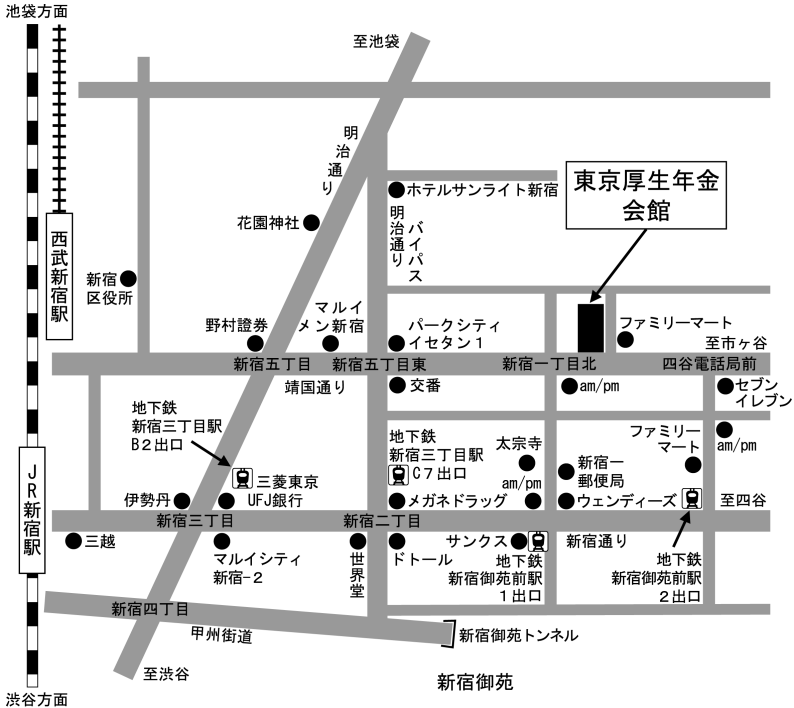 池袋方面
至池袋
明治通り
ホテルサンライト新宿
東京厚生年金
会館
花園神社
明治通り
バイパス
西武新宿駅
新宿
区役所
マルイ
メン新宿
野村證券
パークシティ
イセタン1
ファミリーマート
至市ヶ谷
新宿五丁目
新宿五丁目東
新宿一丁目北
四谷電話局前
靖国通り
交番
am/pm
セブン
イレブン
地下鉄
新宿三丁目駅
B2出口
地下鉄
新宿三丁目駅
C7出口
太宗寺
ファミリー
マート
am/pm
新宿一
郵便局
三菱東京
UFJ銀行
am/pm
伊勢丹
メガネドラッグ
ウェンディーズ
至四谷
JR新宿駅
新宿三丁目
新宿二丁目
三越
マルイシティ
新宿-2
世界堂
ドトール
サンクス
新宿通り
地下鉄
新宿御苑前駅
1出口
地下鉄
新宿御苑前駅
2出口
新宿四丁目
甲州街道
新宿御苑トンネル
至渋谷
新宿御苑
渋谷方面